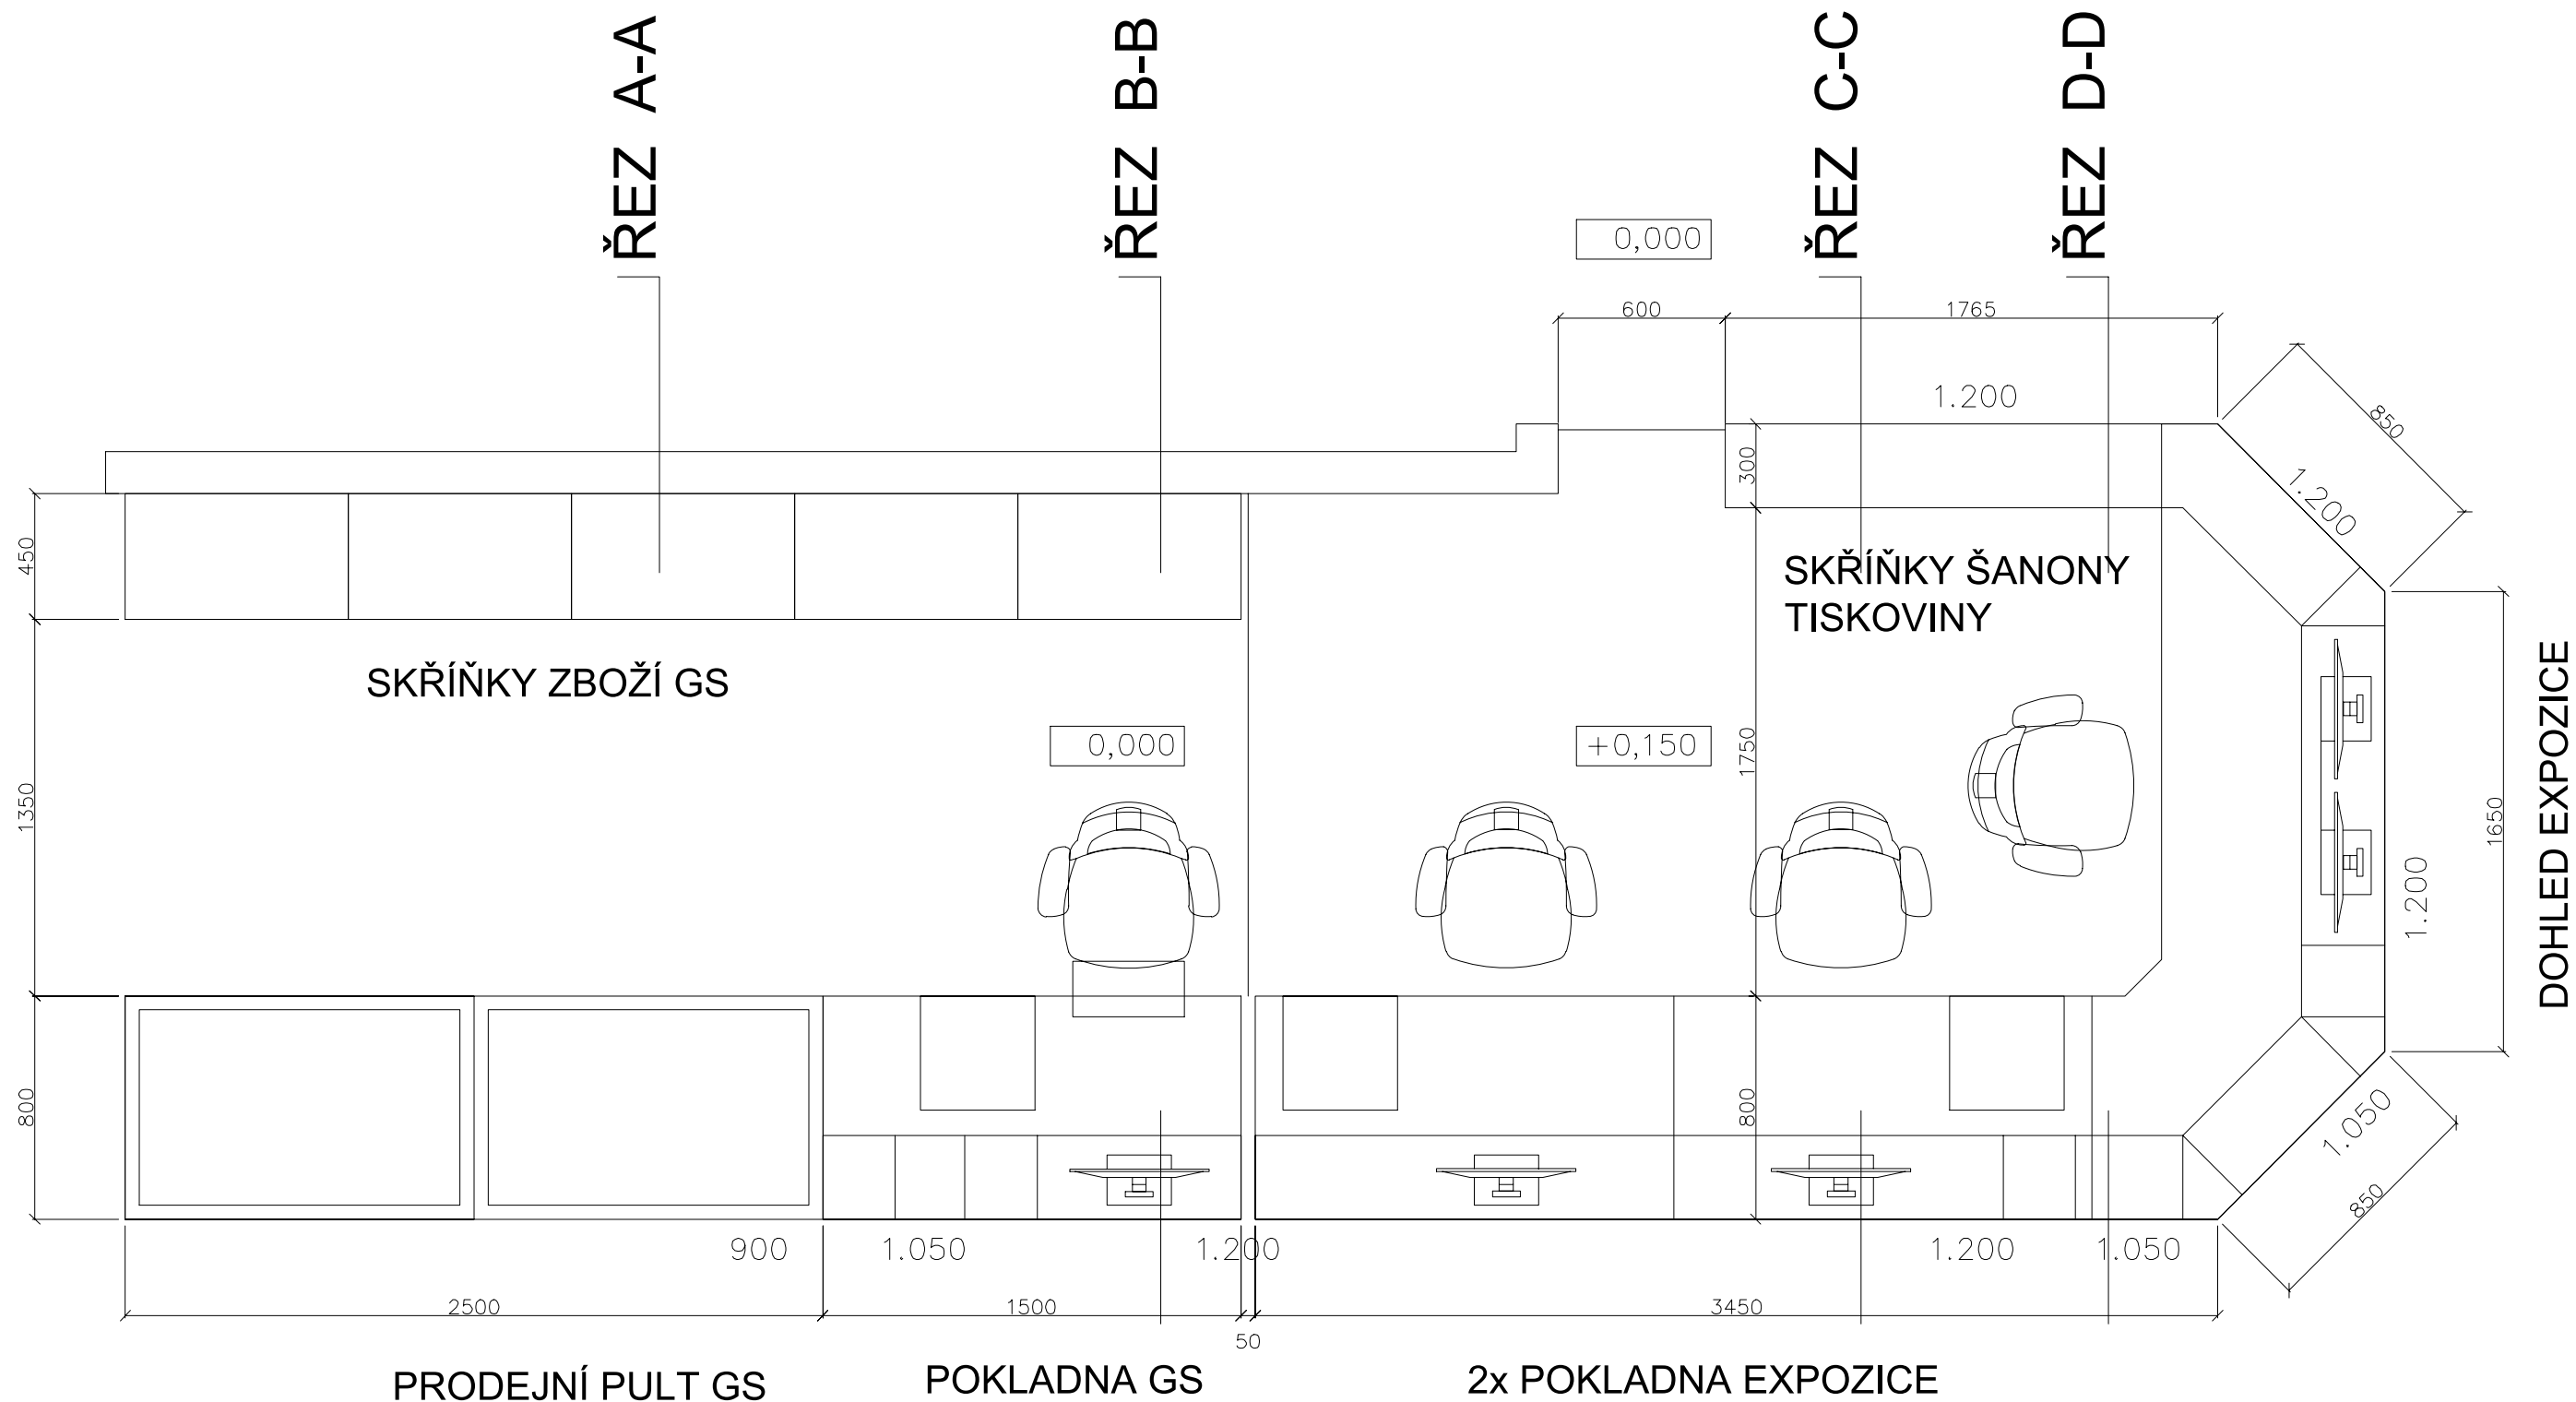 ŘEZ A-A
ŘEZ B-B
ŘEZ C-C
ŘEZ D-D
0,000
600
1765
1.200
850
300
1.200
450
SKŘÍŇKY ŠANONY
TISKOVINY
SKŘÍŇKY ZBOŽÍ GS
0,000
+0,150
1750
1350
1650
1.200
DOHLED EXPOZICE
800
800
1.050
850
900
1.050
1.200
1.200
1.050
2500
1500
50
3450
PRODEJNÍ PULT GS
POKLADNA GS
2x POKLADNA EXPOZICE